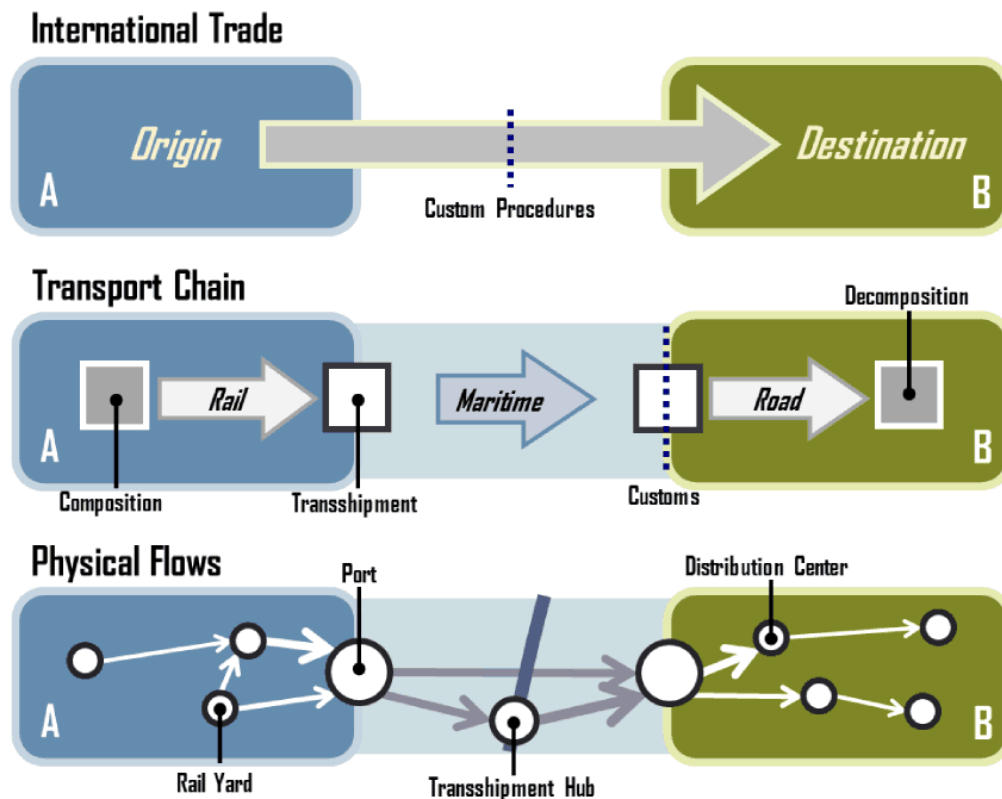 International Trade
Origin
Destination
A
B
Custom Procedures
Transport Chain
Decomposition
Rail
Maritime
Road
A
B
Composition
Transshipment
Customs
Physical Flows
Port
Distribution Center
A
B
Rail Yard
Transshipment Hub